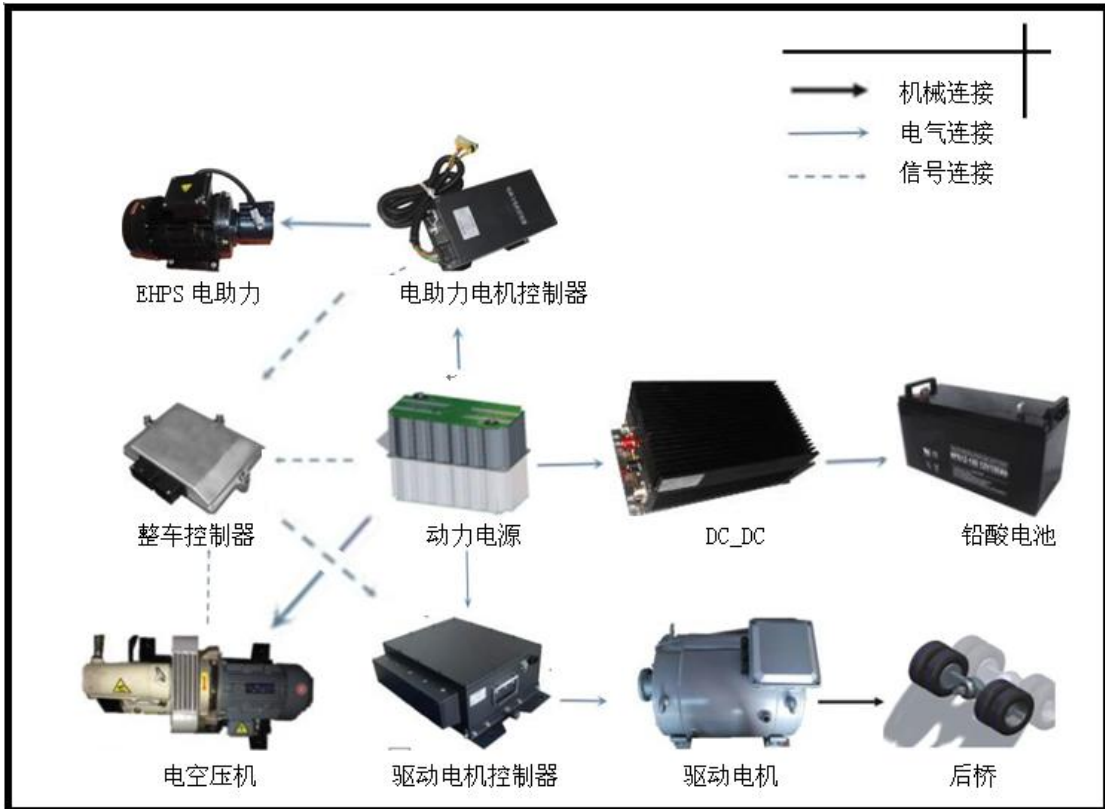 机械连接
电气连接
信号连接
EHPS 电助力
电助力电机控制器
整车控制器
动力电源
DC_DC
铅酸电池
电空压机
驱动电机控制器
驱动电机
后桥